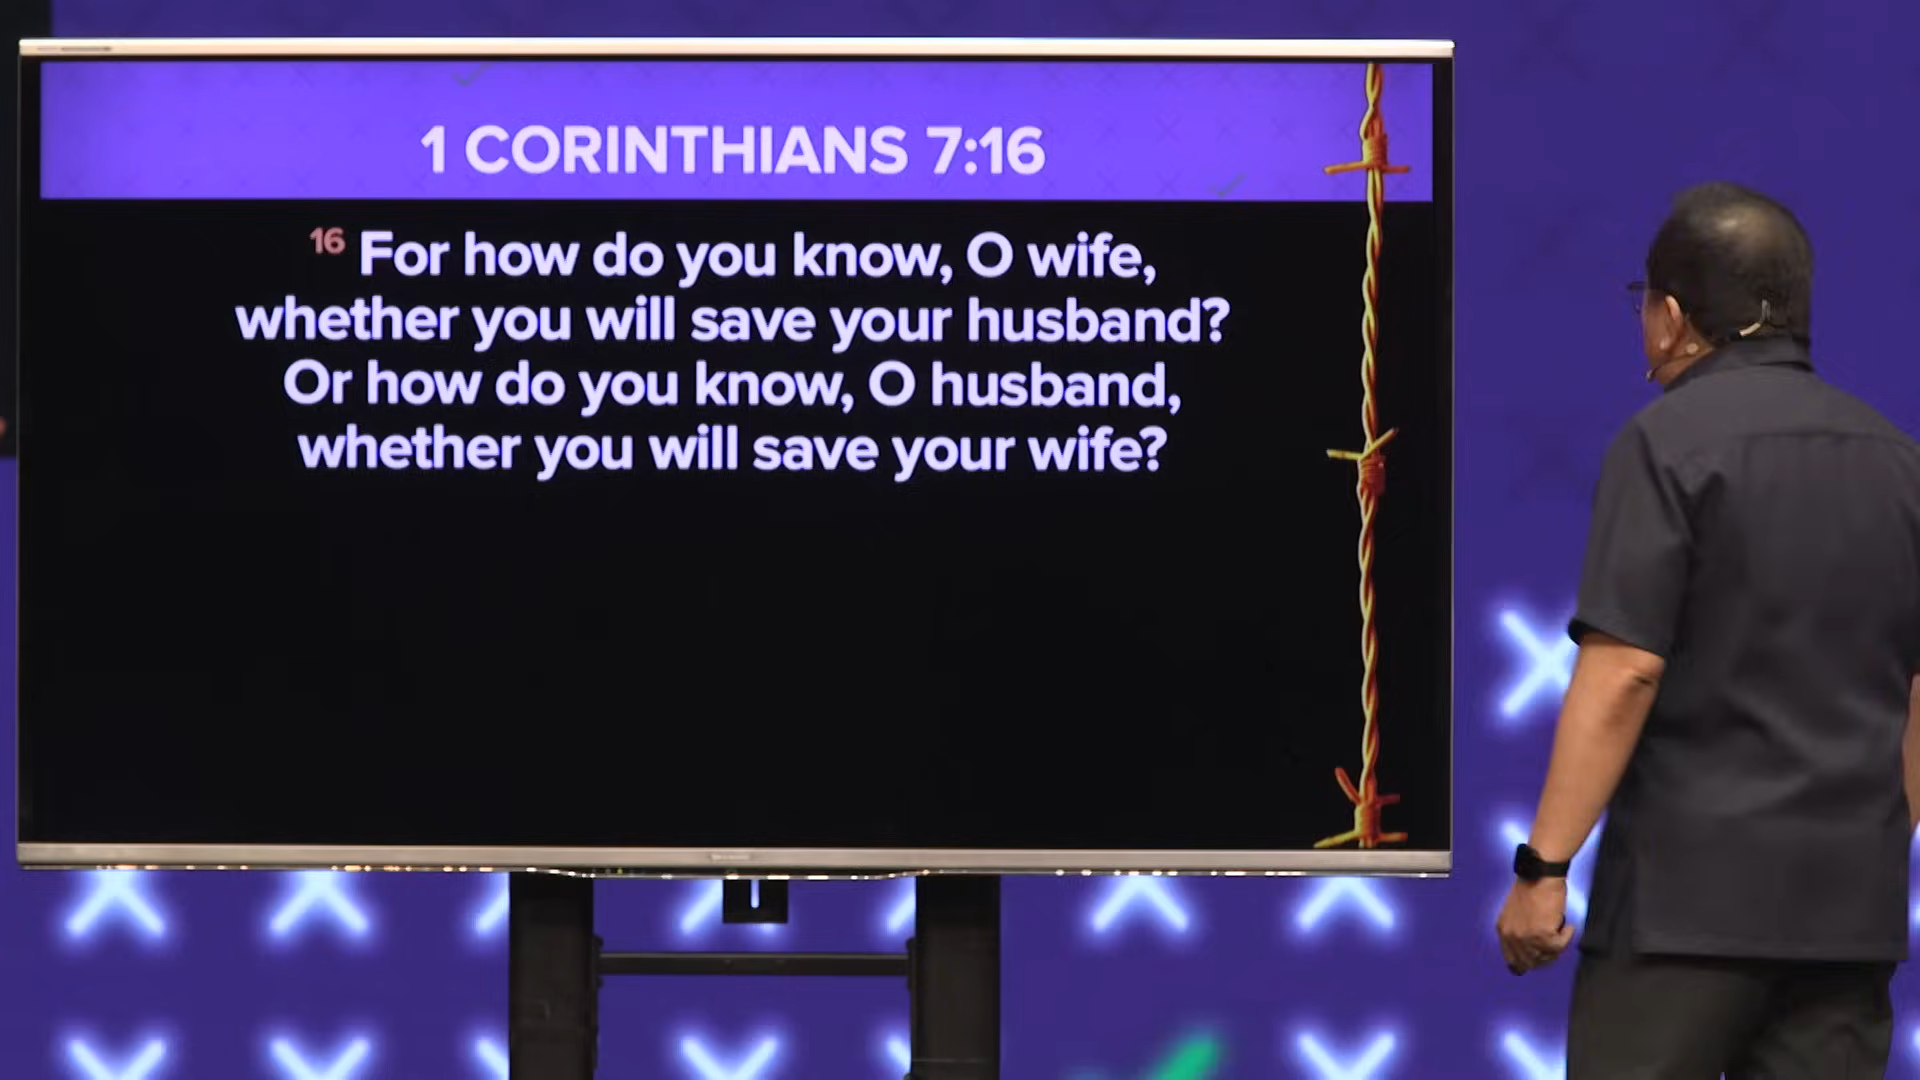 1 CORINTHIANS 7:16
16 For how do you know, O wife,
whether you will save your husband?
Or how do you know, O husband,
whether you will save your wife?